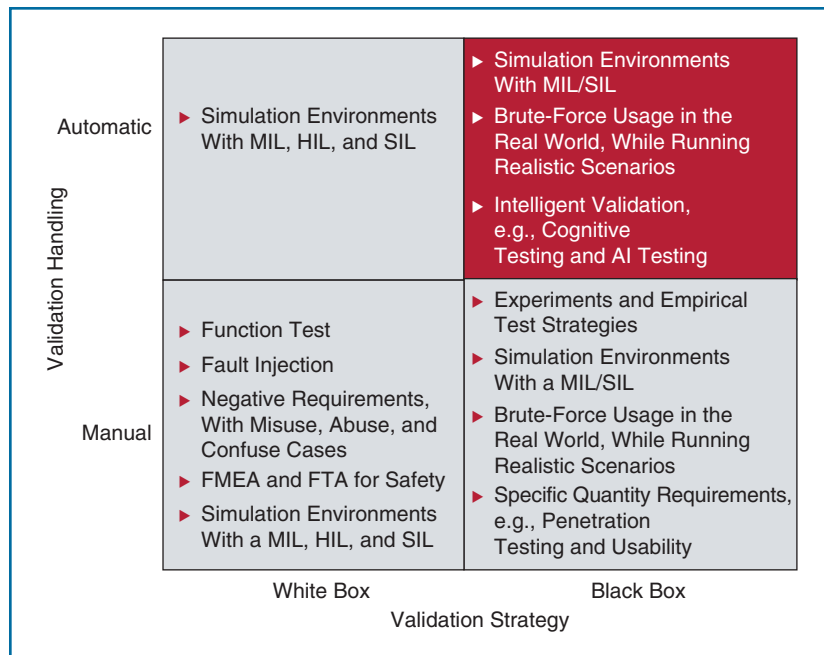 Validation Handling
Automatic
▶ Simulation Environments
With MIL, HIL, and SIL
▶ Simulation Environments
With MIL/SIL
▶ Brute-Force Usage in the
Real World, While Running
Realistic Scenarios
▶ Intelligent Validation,
e.g., Cognitive
Testing and AI Testing
Manual
▶ Function Test
▶ Fault Injection
▶ Negative Requirements,
With Misuse, Abuse, and
Confuse Cases
▶ FMEA and FTA for Safety
▶ Simulation Environments
With a MIL, HIL, and SIL
▶ Experiments and Empirical
Test Strategies
▶ Simulation Environments
With a MIL/SIL
▶ Brute-Force Usage in the
Real World, While Running
Realistic Scenarios
▶ Specific Quantity Requirements,
e.g., Penetration
Testing and Usability
White Box
Black Box
Validation Strategy